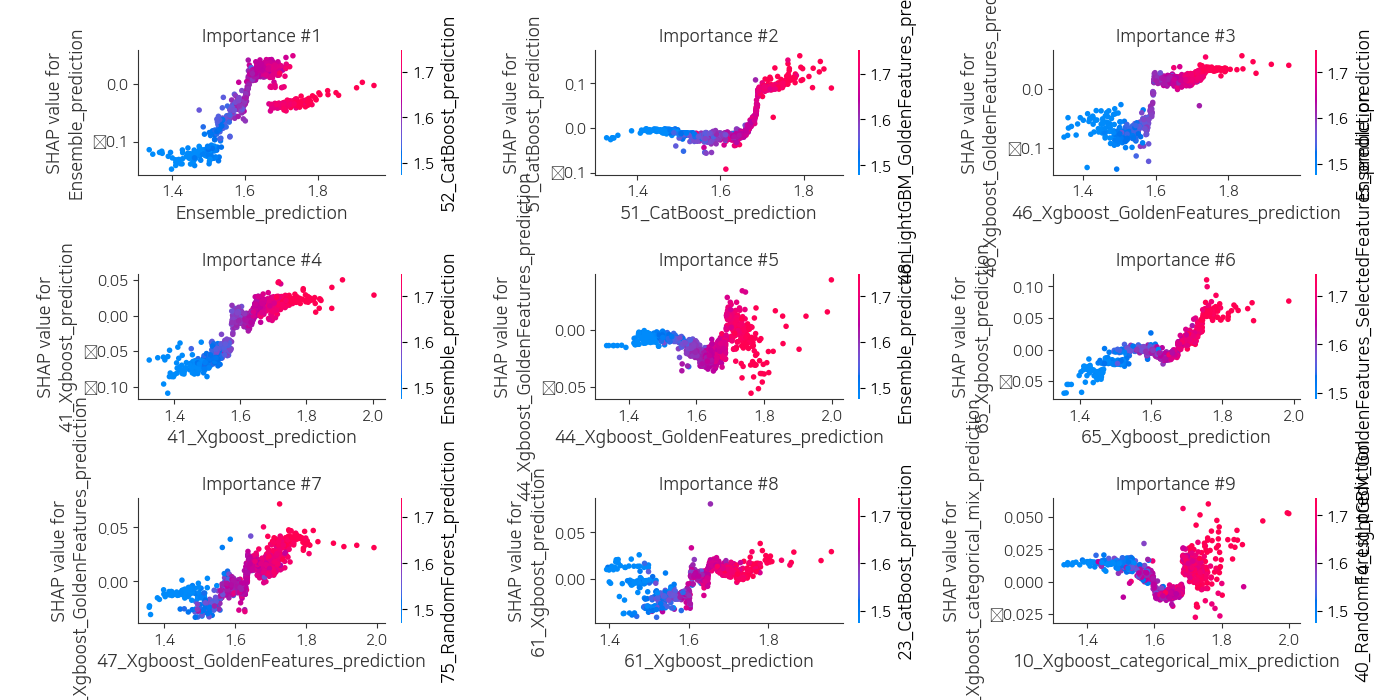 Importance #1
SHAP value for
Ensemble_prediction
0.0
0.1
1.4 1.6 1.8
Ensemble_prediction
1.7
1.6
1.5
52_CatBoost_prediction
Importance #2
SHAP value for
51_CatBoost_prediction
0.1
0.0
0.1
1.4 1.6 1.8
51_CatBoost_prediction
1.7
1.6
1.5
48_LightGBM_GoldenFeatures_pre
Importance #3
SHAP value for
46_Xgboost_GoldenFeatures_pred
0.0
0.1
1.4 1.6 1.8
46_Xgboost_GoldenFeatures_prediction
1.7
1.6
1.5
Ensemble_prediction
Importance #4
SHAP value for
41_Xgboost_prediction
0.05
0.00
0.05
0.10
1.4 1.6 1.8 2.0
41_Xgboost_prediction
1.7
1.6
1.5
Ensemble_prediction
Importance #5
SHAP value for
44_Xgboost_GoldenFeatures_prediction
0.00
0.05
1.4 1.6 1.8 2.0
44_Xgboost_GoldenFeatures_prediction
1.7
1.6
1.5
Ensemble_prediction
Importance #6
SHAP value for
65_Xgboost_prediction
0.10
0.05
0.00
0.05
1.4 1.6 1.8 2.0
65_Xgboost_prediction
1.7
1.6
1.5
Importance #7
SHAP value for
_Xgboost_GoldenFeatures_prediction
0.05
0.00
1.4 1.6 1.8 2.0
47_Xgboost_GoldenFeatures_prediction
1.7
1.6
1.5
75_RandomForest_prediction
Importance #8
SHAP value for
61_Xgboost_prediction
0.05
0.00
1.4 1.6 1.8
61_Xgboost_prediction
1.7
1.6
1.5
23_CatBoost_prediction
Importance #9
SHAP value for
_Xgboost_categorical_mix_prediction
0.050
0.025
0.000
0.025
1.4 1.6 1.8 2.0
10_Xgboost_categorical_mix_prediction
1.7
1.6
1.5